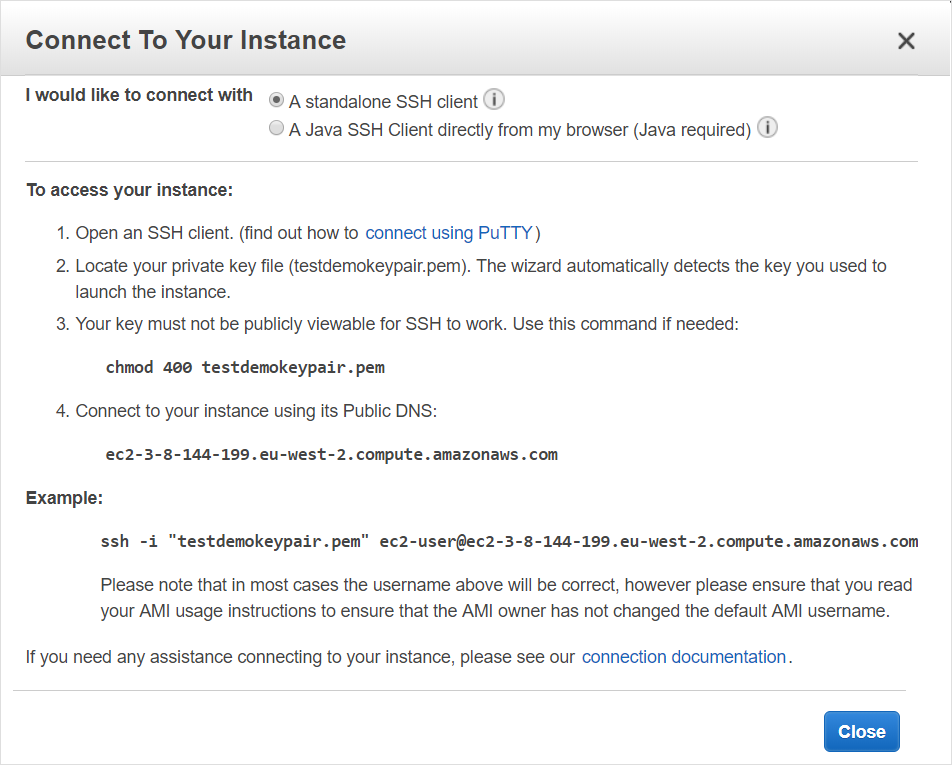 Connect To Your Instance
I would like to connect with
A standalone SSH client
A Java SSH Client directly from my browser (Java required)
To access your instance:
1. Open an SSH client. (find out how to connect using PuTTY)
2. Locate your private key file (testdemokeypair.pem). The wizard automatically detects the key you used to
launch the instance.
3. Your key must not be publicly viewable for SSH to work. Use this command if needed:
chmod 400 testdemokeypair.pem
4. Connect to your instance using its Public DNS:
ec2-3-8-144-199.eu-west-2.compute.amazonaws.com
Example:
ssh -i "testdemokeypair.pem" ec2-user@ec2-3-8-144-199.eu-west-2.compute.amazonaws.com
Please note that in most cases the username above will be correct, however please ensure that you read
your AMI usage instructions to ensure that the AMI owner has not changed the default AMI username.
If you need any assistance connecting to your instance, please see our connection documentation.
Close